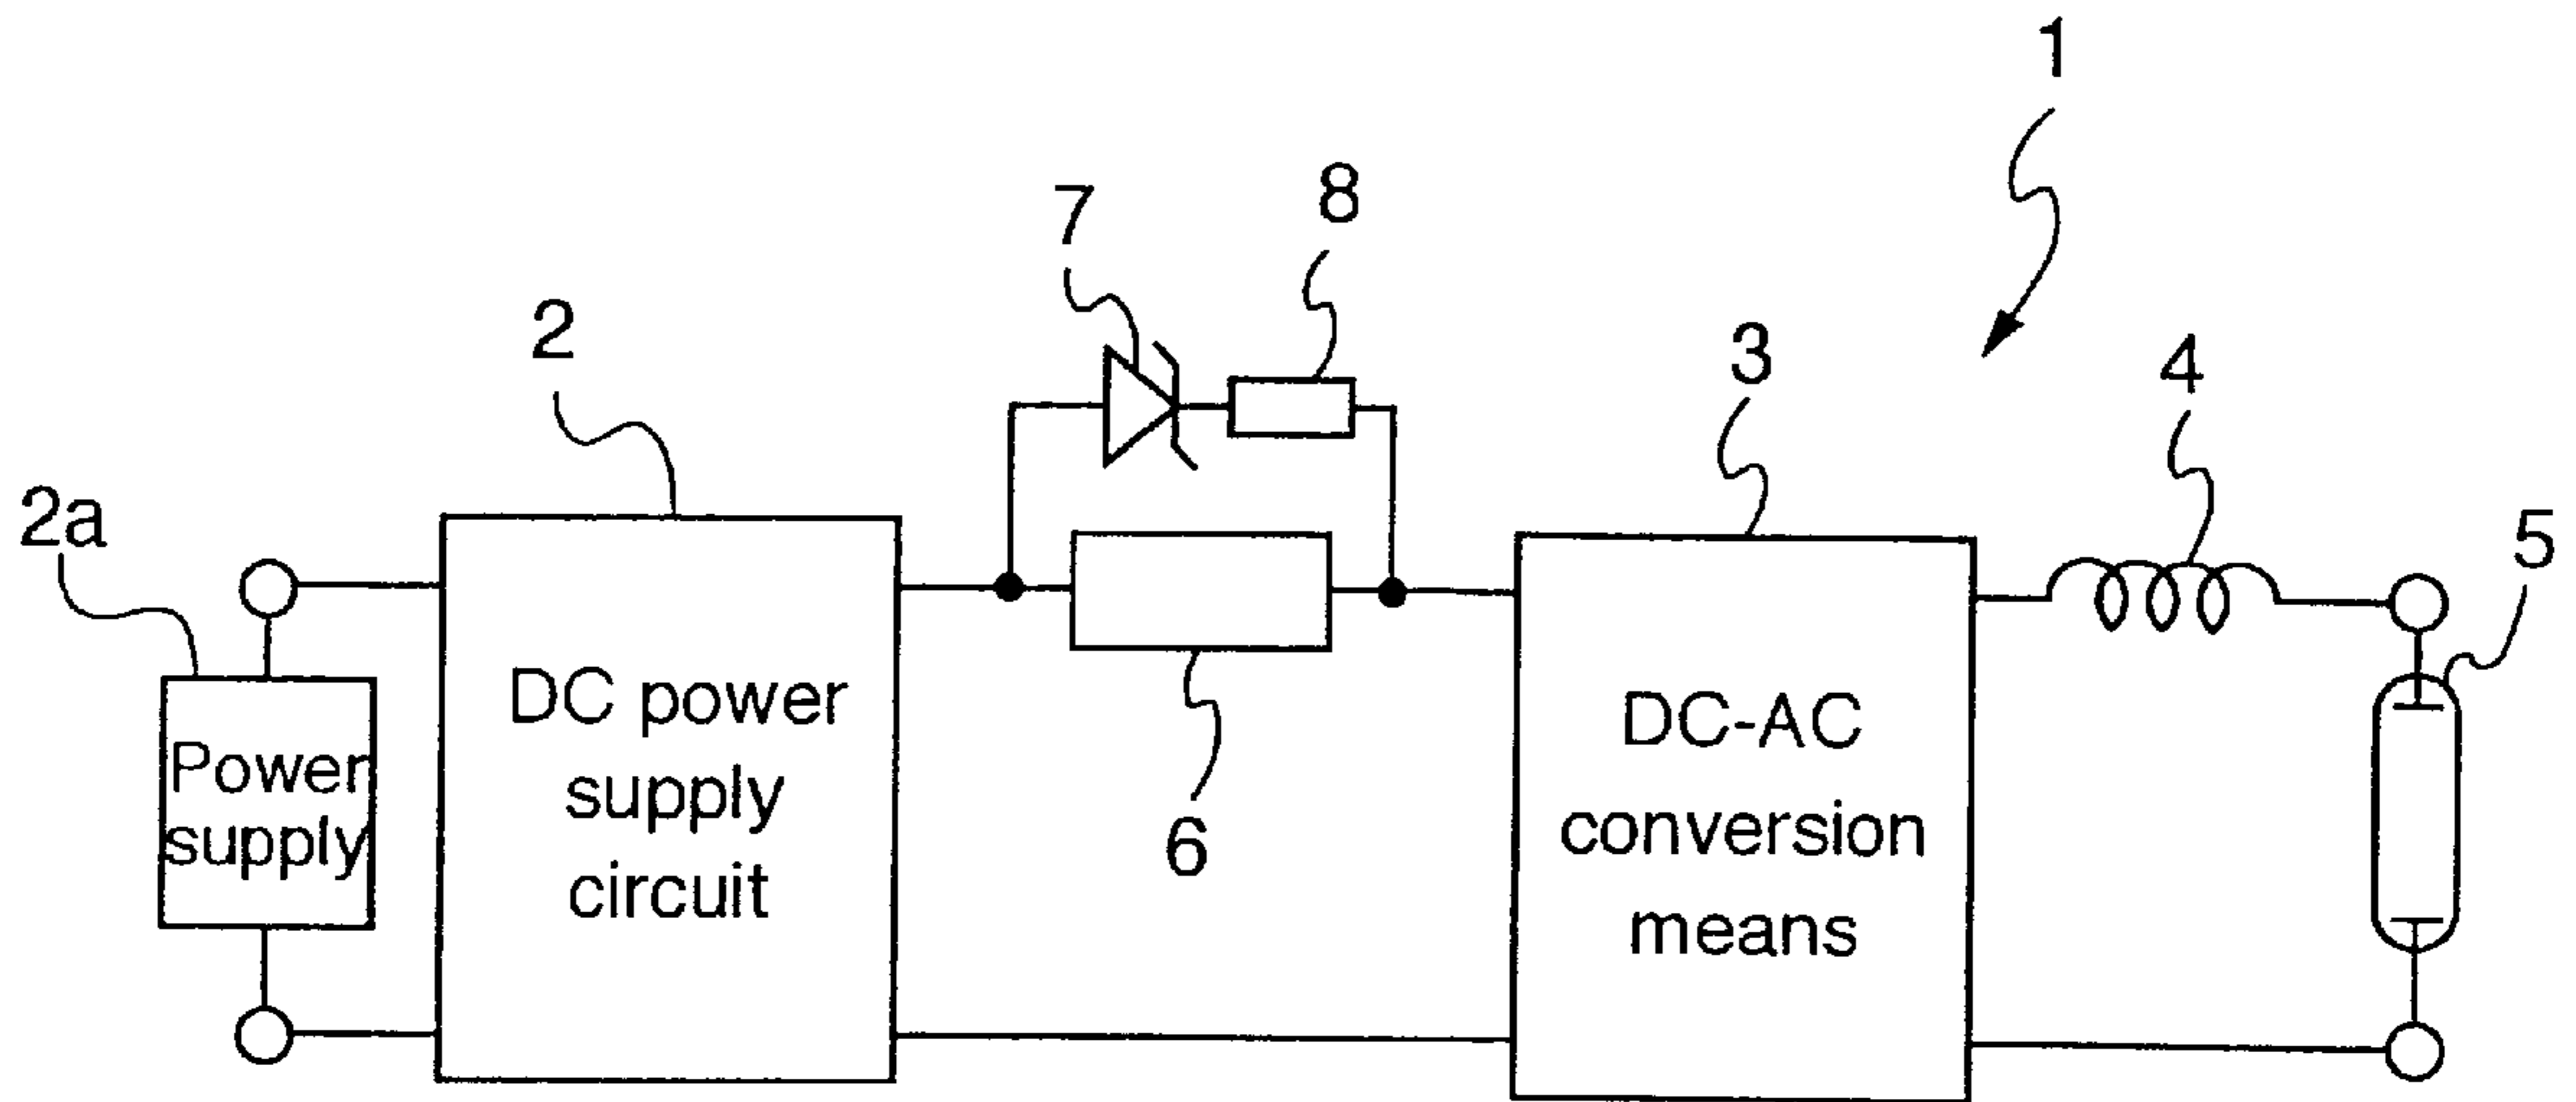 1
7
8
2
3
4
2a
5
Power
supply
DC power
supply
circuit
6
DC-AC
conversion
means